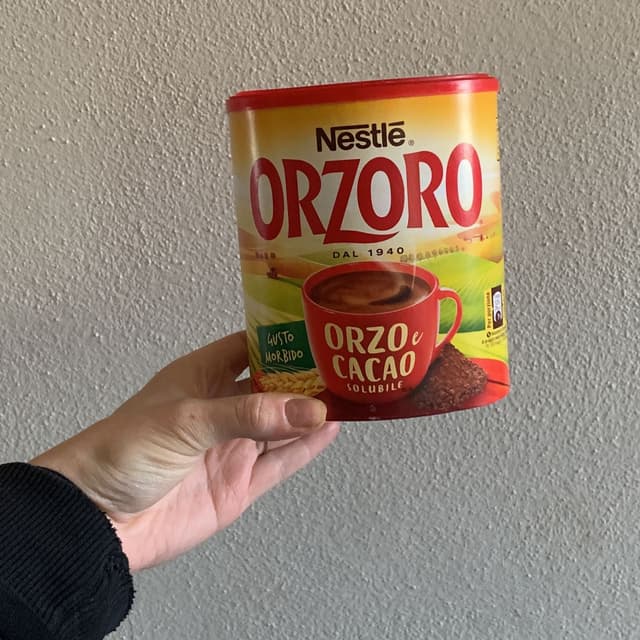 Nestlé®
ORZORO
DAL 1940
GUSTO
MORBIDO
ORZO e
CACAO
SOLUBILE